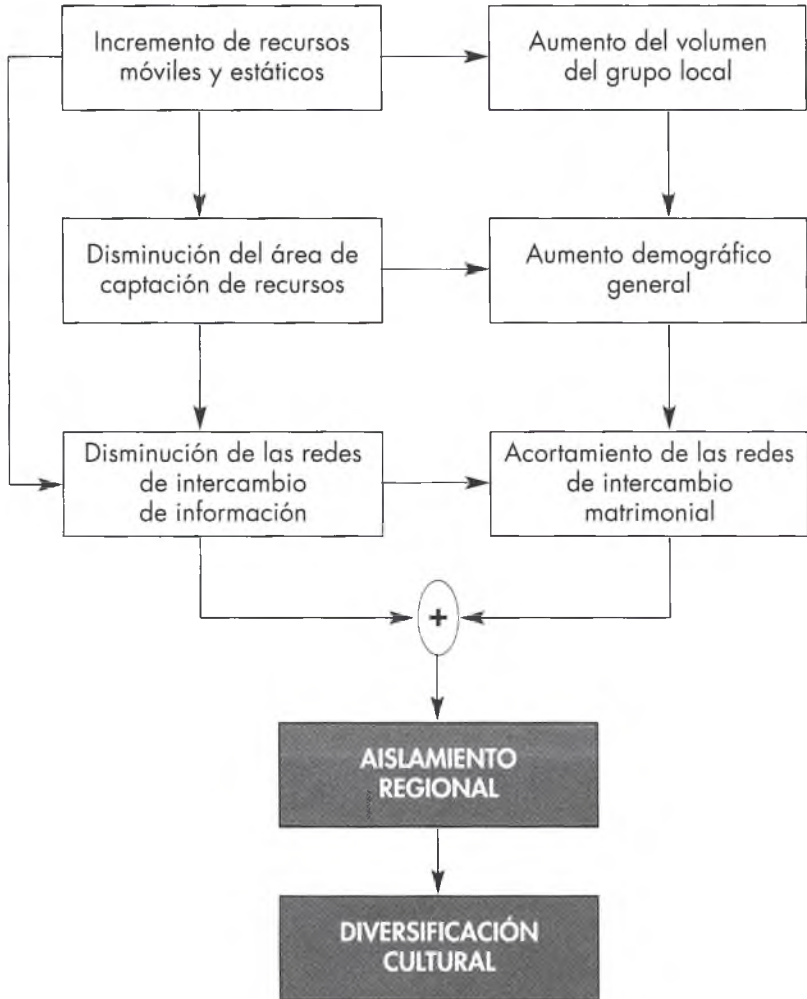 Incremento de recursos
móviles y estáticos
Aumento del volumen
del grupo local
Disminución del área de
captación de recursos
Aumento demográfico
general
Disminución de las redes
de intercambio
de información
Acortamiento de las redes
de intercambio
matrimonial
+
AISLAMIENTO
REGIONAL
DIVERSIFICACIÓN
CULTURAL